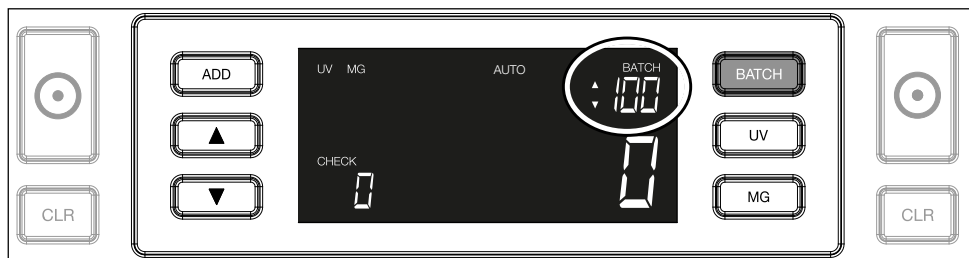 ADD
UV MG AUTO BATCH
100
BATCH
UV
CHECK
0
0
MG
CLR
CLR